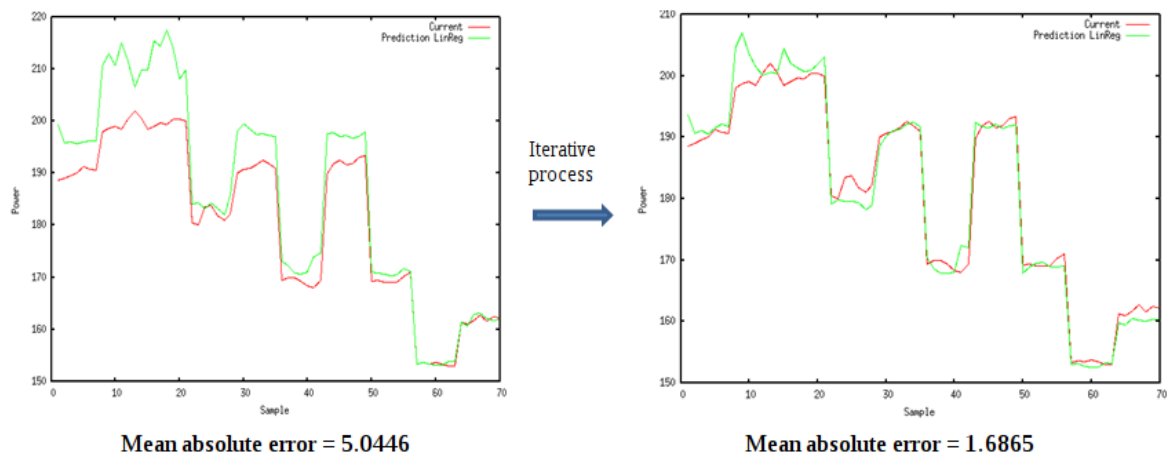 220
210
200
190
180
170
160
150
Power
Current
Prediction LinReg
0
10
20
30
40
50
60
70
Sample
Mean absolute error = 5.0446
Iterative
process
210
200
190
180
170
160
150
Power
Current
Prediction LinReg
0
10
20
30
40
50
60
70
Sample
Mean absolute error = 1.6865